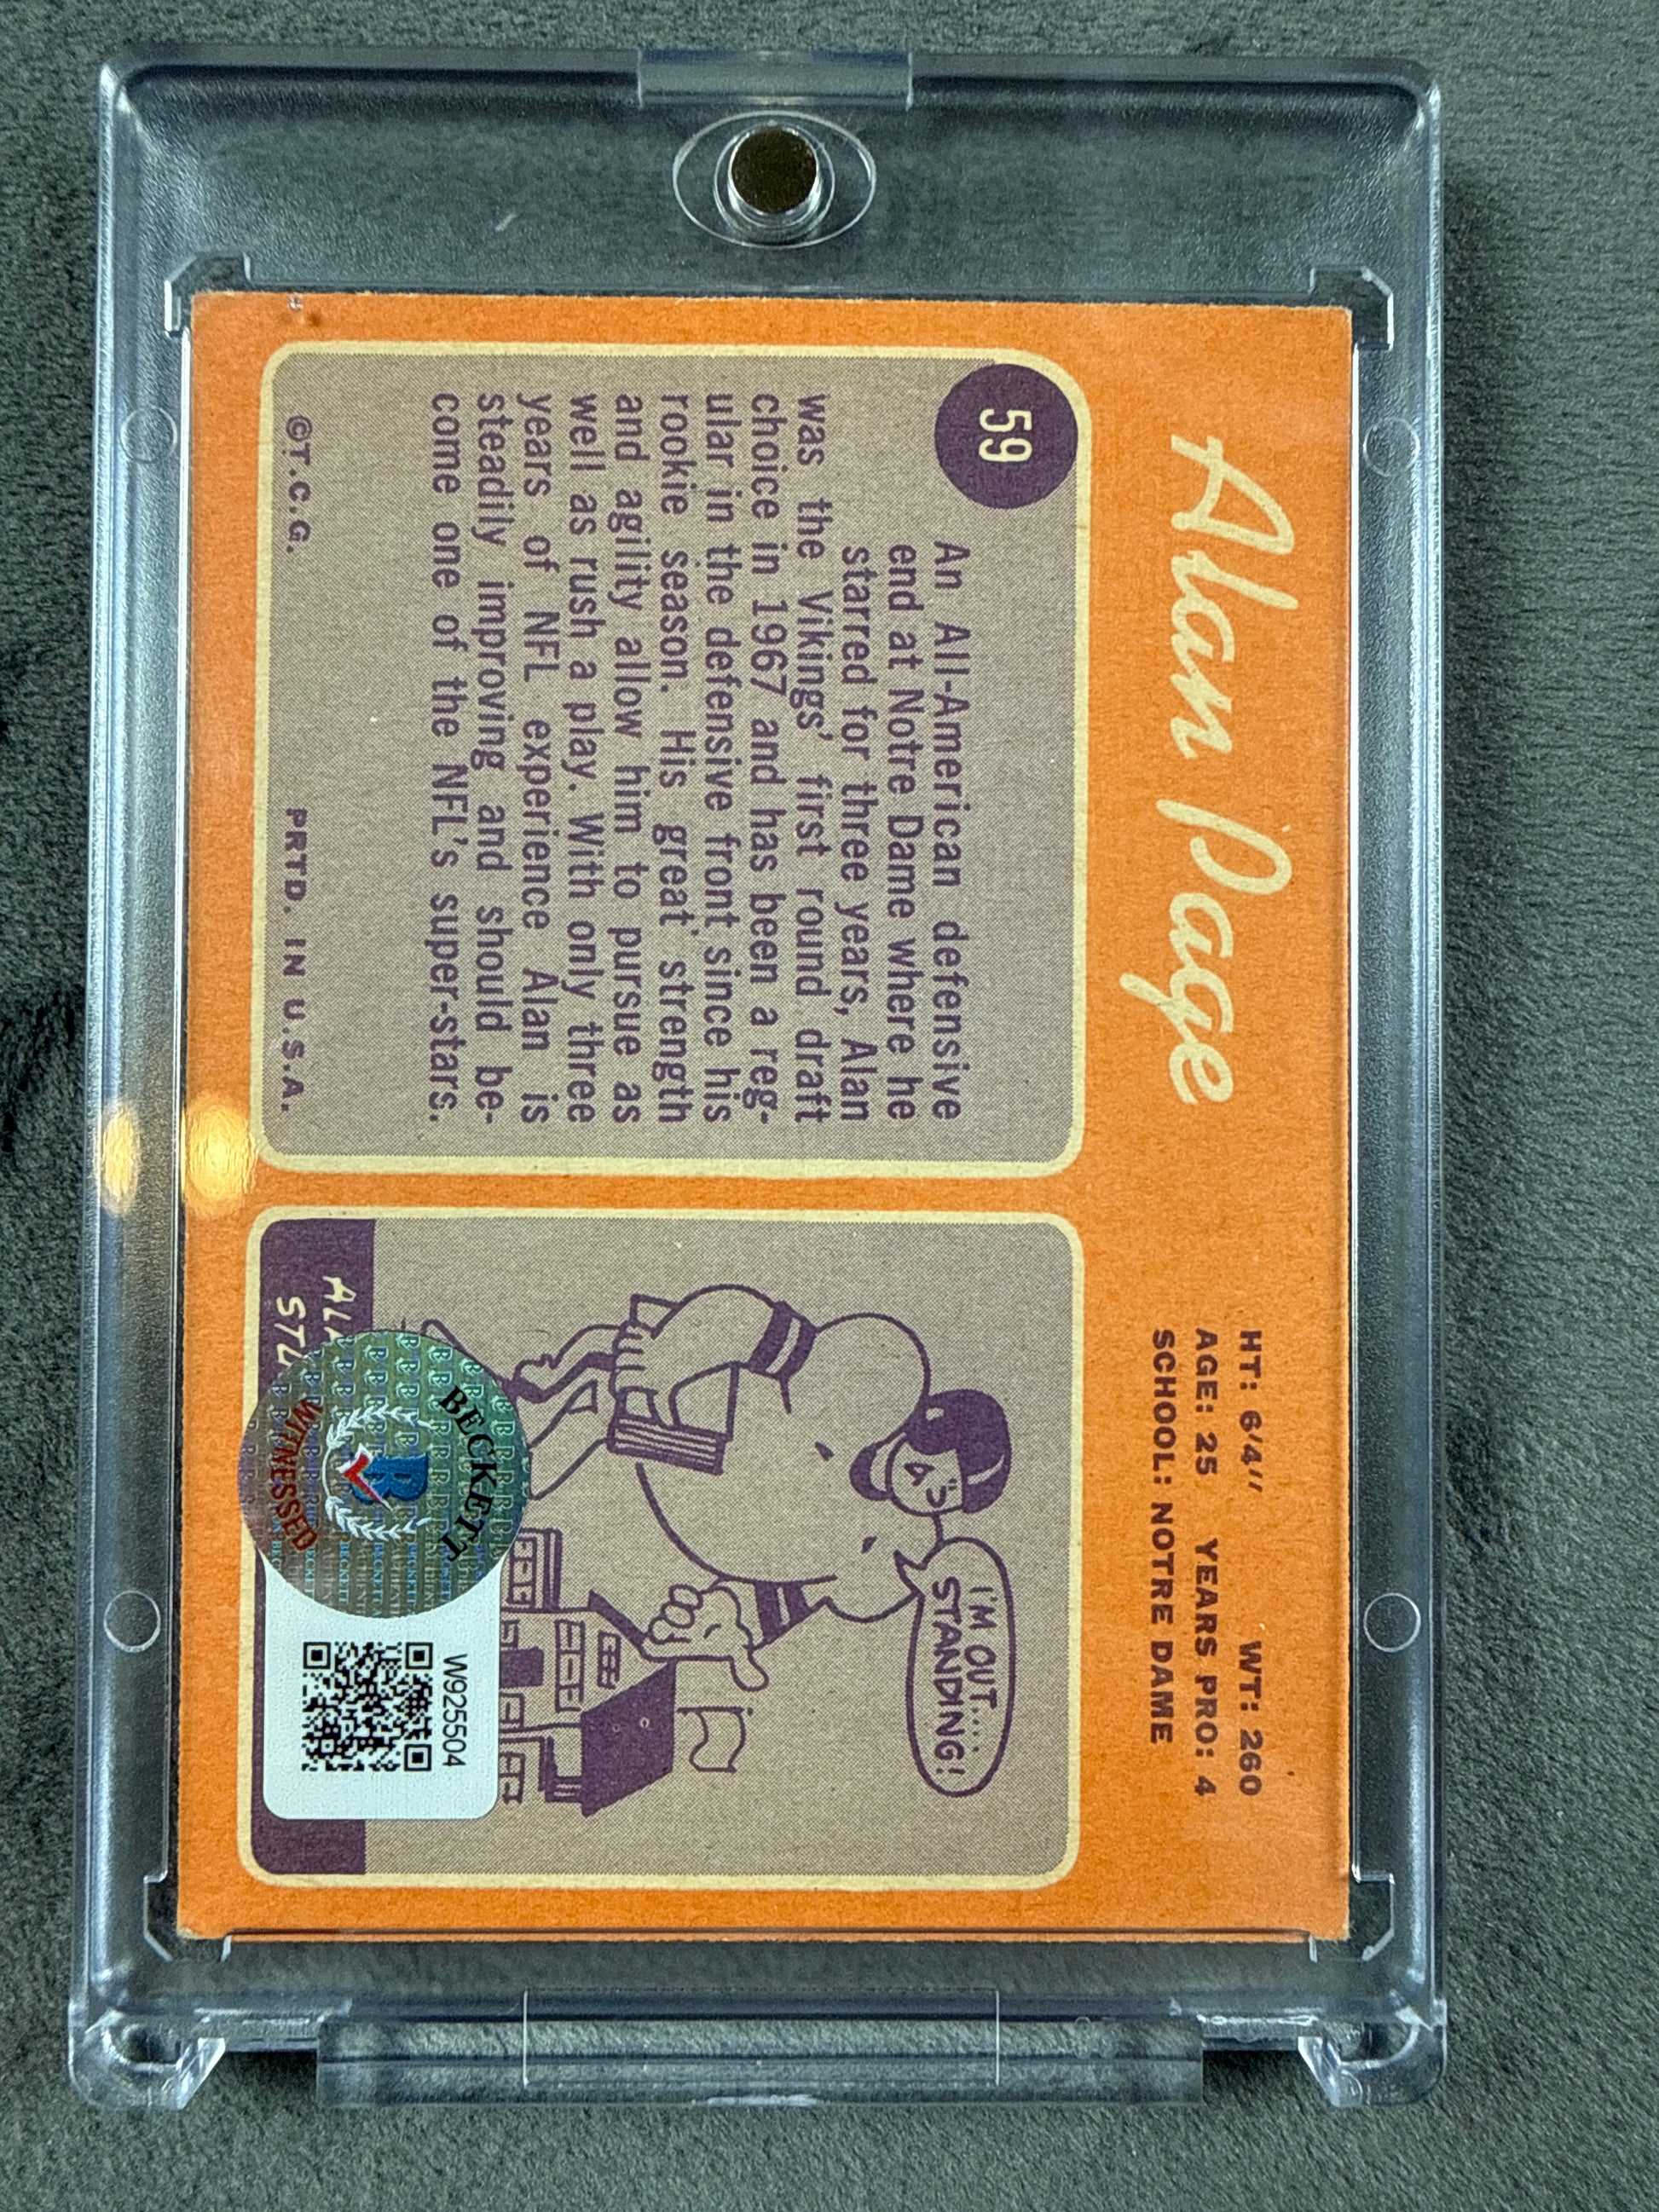 Alan Page
HT: 6'4" WT: 260
AGE: 25 YEARS PRO: 4
SCHOOL: NOTRE DAME
59
An All-American defensive
end at Notre Dame where he
starred for three years, Alan
was the Vikings' first round draft
choice in 1967 and has been a reg-
ular in the defensive front since his
rookie season. His great strength
and agility allow him to pursue as
well as rush a play. With only three
years of NFL experience Alan is
steadily improving and should be-
come one of the NFL's super-stars.
©T.C.G. PRTD. IN U.S.A.
I'M OUT....
STANDING!
BECKETT
B
WITNESSED
W925504